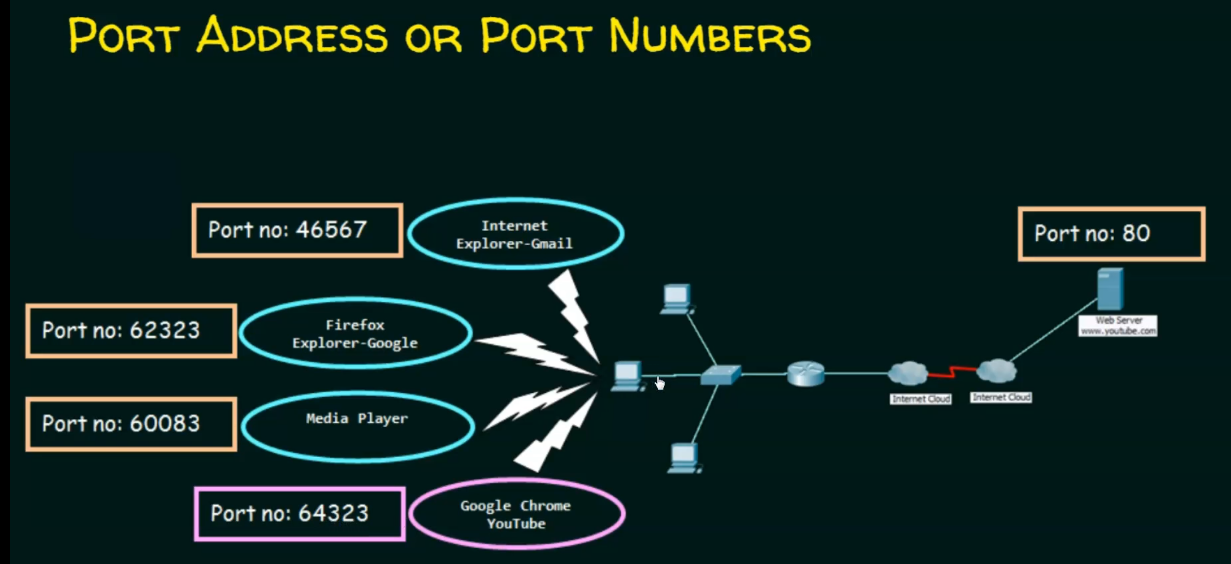 PORT ADDRESS OR PORT NUMBERS
Port no: 46567
Internet
Explorer-Gmail
Port no: 80
Port no: 62323
Firefox
Explorer-Google
Web Server
www.youtube.com
Internet Cloud
Internet Cloud
Port no: 60083
Media Player
Port no: 64323
Google Chrome
YouTube